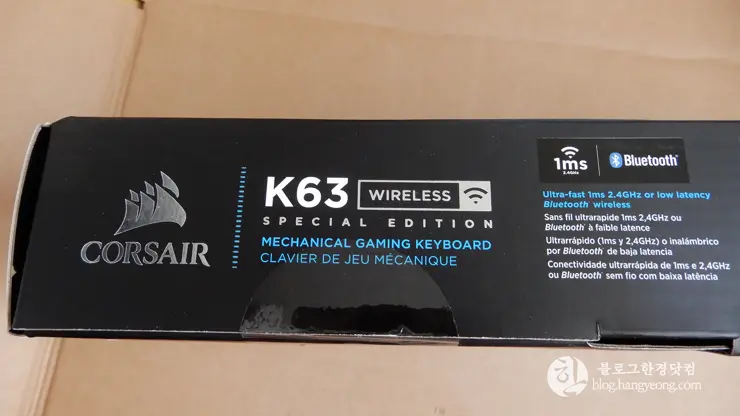 CORSAIR
K63 WIRELESS
SPECIAL EDITION
MECHANICAL GAMING KEYBOARD
CLAVIER DE JEU MÉCANIQUE
1ms
2.4GHz
Bluetooth®
Ultra-fast 1ms 2.4GHz or low latency
Bluetooth® wireless
Sans fil ultrarapide 1ms 2,4GHz ou
Bluetooth® à faible latence
Ultrarrápido (1ms y 2,4GHz) o inalámbrico
por Bluetooth® de baja latencia
Conectividade ultrarrápida de 1ms e 2,4GHz
ou Bluetooth® sem fio com baixa latência
한 블로그한경닷컴
blog.hangyeong.com